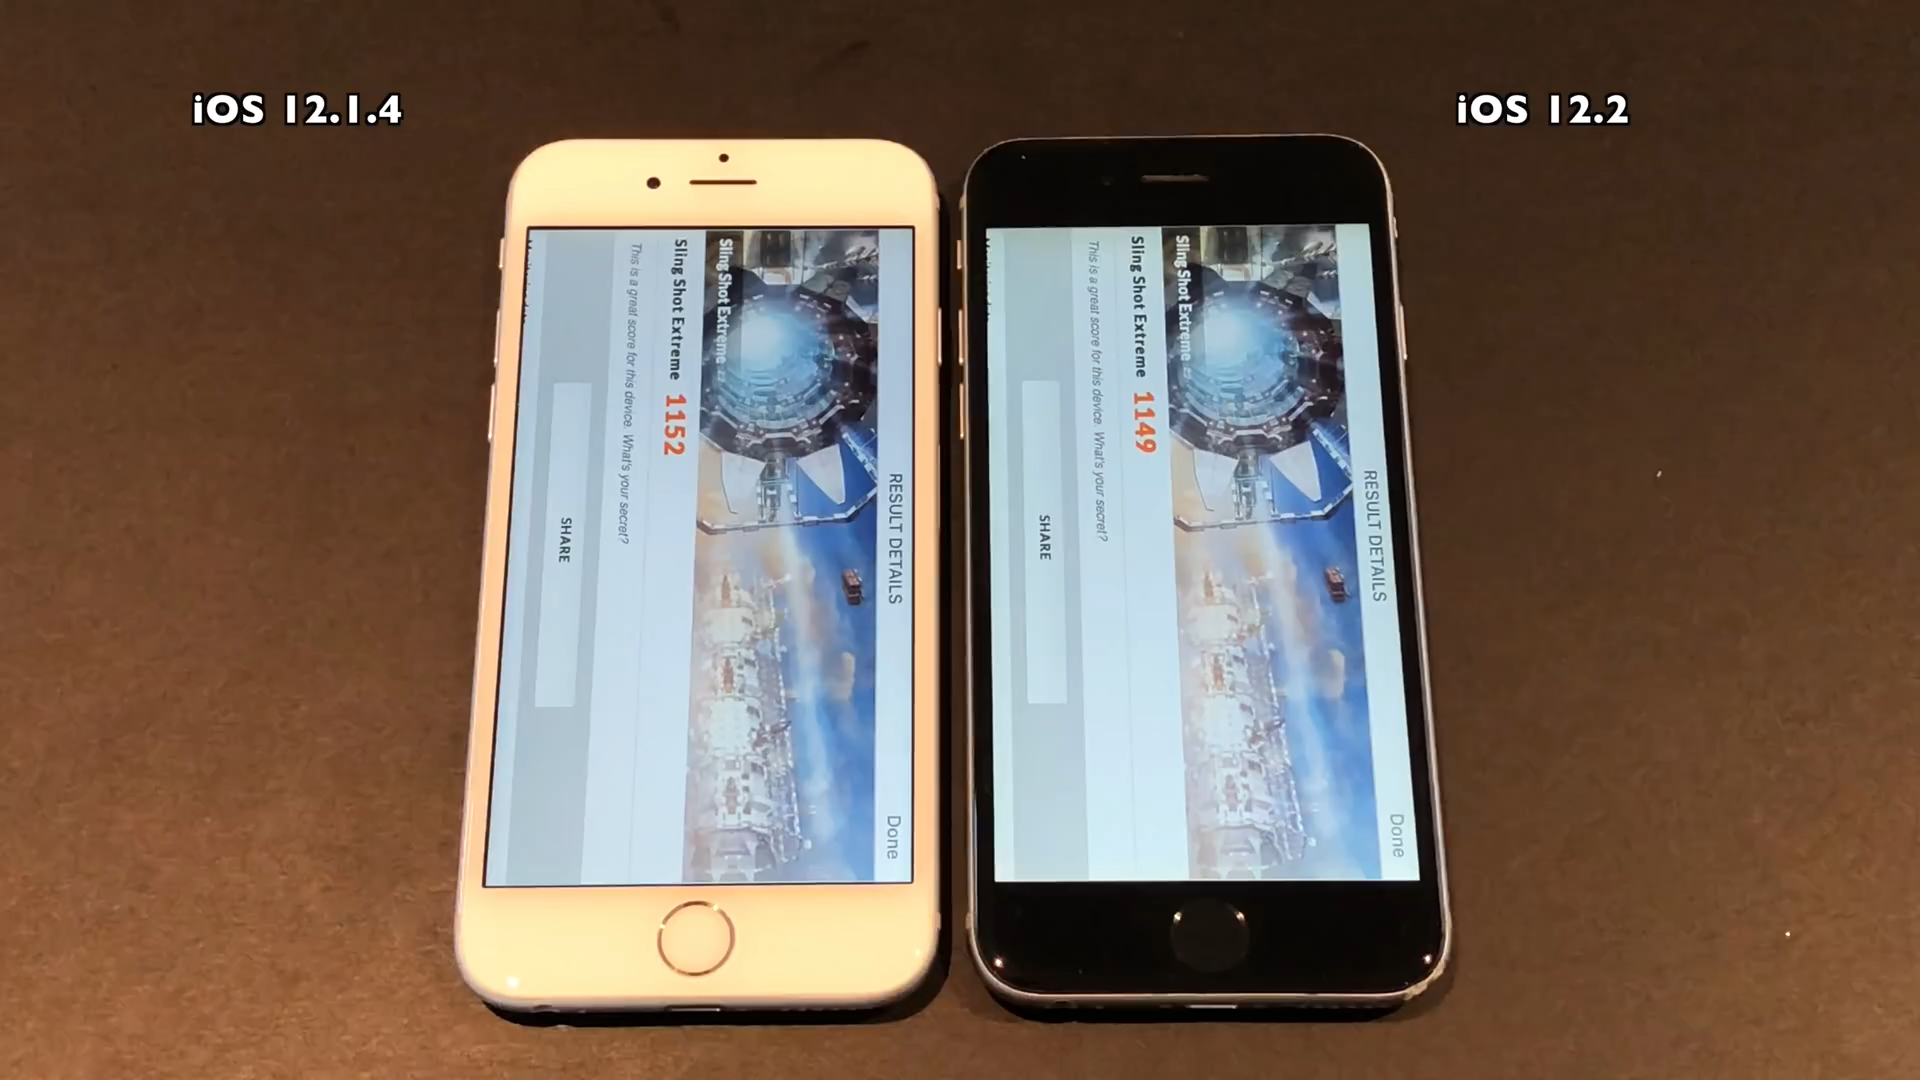 iOS 12.1.4
iOS 12.2
RESULT DETAILS
Done
Sling Shot Extreme
Sling Shot Extreme 1152
This is a great score for this device. What's your secret?
SHARE
RESULT DETAILS
Done
Sling Shot Extreme
Sling Shot Extreme 1149
This is a great score for this device. What's your secret?
SHARE